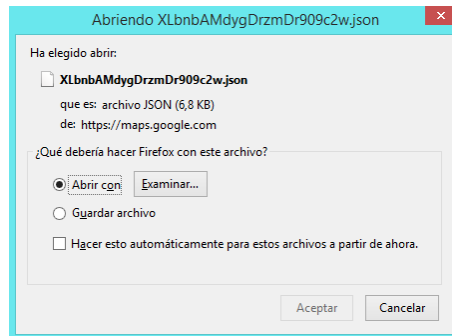 Abriendo XLbnbAMdygDrzmDr909c2w.json
Ha elegido abrir:
XLbnbAMdygDrzmDr909c2w.json
que es: archivo JSON (6,8 KB)
de: https://maps.google.com
¿Qué debería hacer Firefox con este archivo?
Abrir con Examinar...
Guardar archivo
Hacer esto automáticamente para estos archivos a partir de ahora.
Aceptar Cancelar